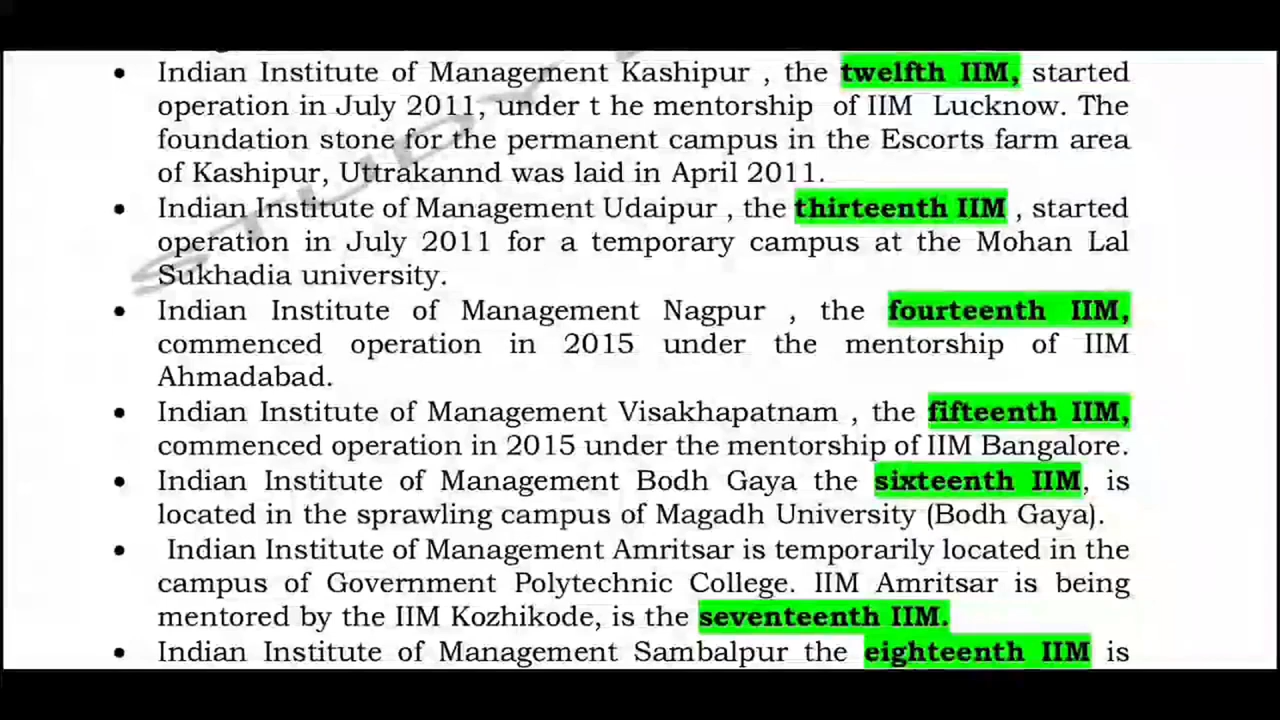 • Indian Institute of Management Kashipur , the twelfth IIM, started
operation in July 2011, under t he mentorship of IIM Lucknow. The
foundation stone for the permanent campus in the Escorts farm area
of Kashipur, Uttrakannd was laid in April 2011.
• Indian Institute of Management Udaipur , the thirteenth IIM , started
operation in July 2011 for a temporary campus at the Mohan Lal
Sukhadia university.
• Indian Institute of Management Nagpur , the fourteenth IIM,
commenced operation in 2015 under the mentorship of IIM
Ahmadabad.
• Indian Institute of Management Visakhapatnam , the fifteenth IIM,
commenced operation in 2015 under the mentorship of IIM Bangalore.
• Indian Institute of Management Bodh Gaya the sixteenth IIM, is
located in the sprawling campus of Magadh University (Bodh Gaya).
• Indian Institute of Management Amritsar is temporarily located in the
campus of Government Polytechnic College. IIM Amritsar is being
mentored by the IIM Kozhikode, is the seventeenth IIM.
• Indian Institute of Management Sambalpur the eighteenth IIM is
STUDY